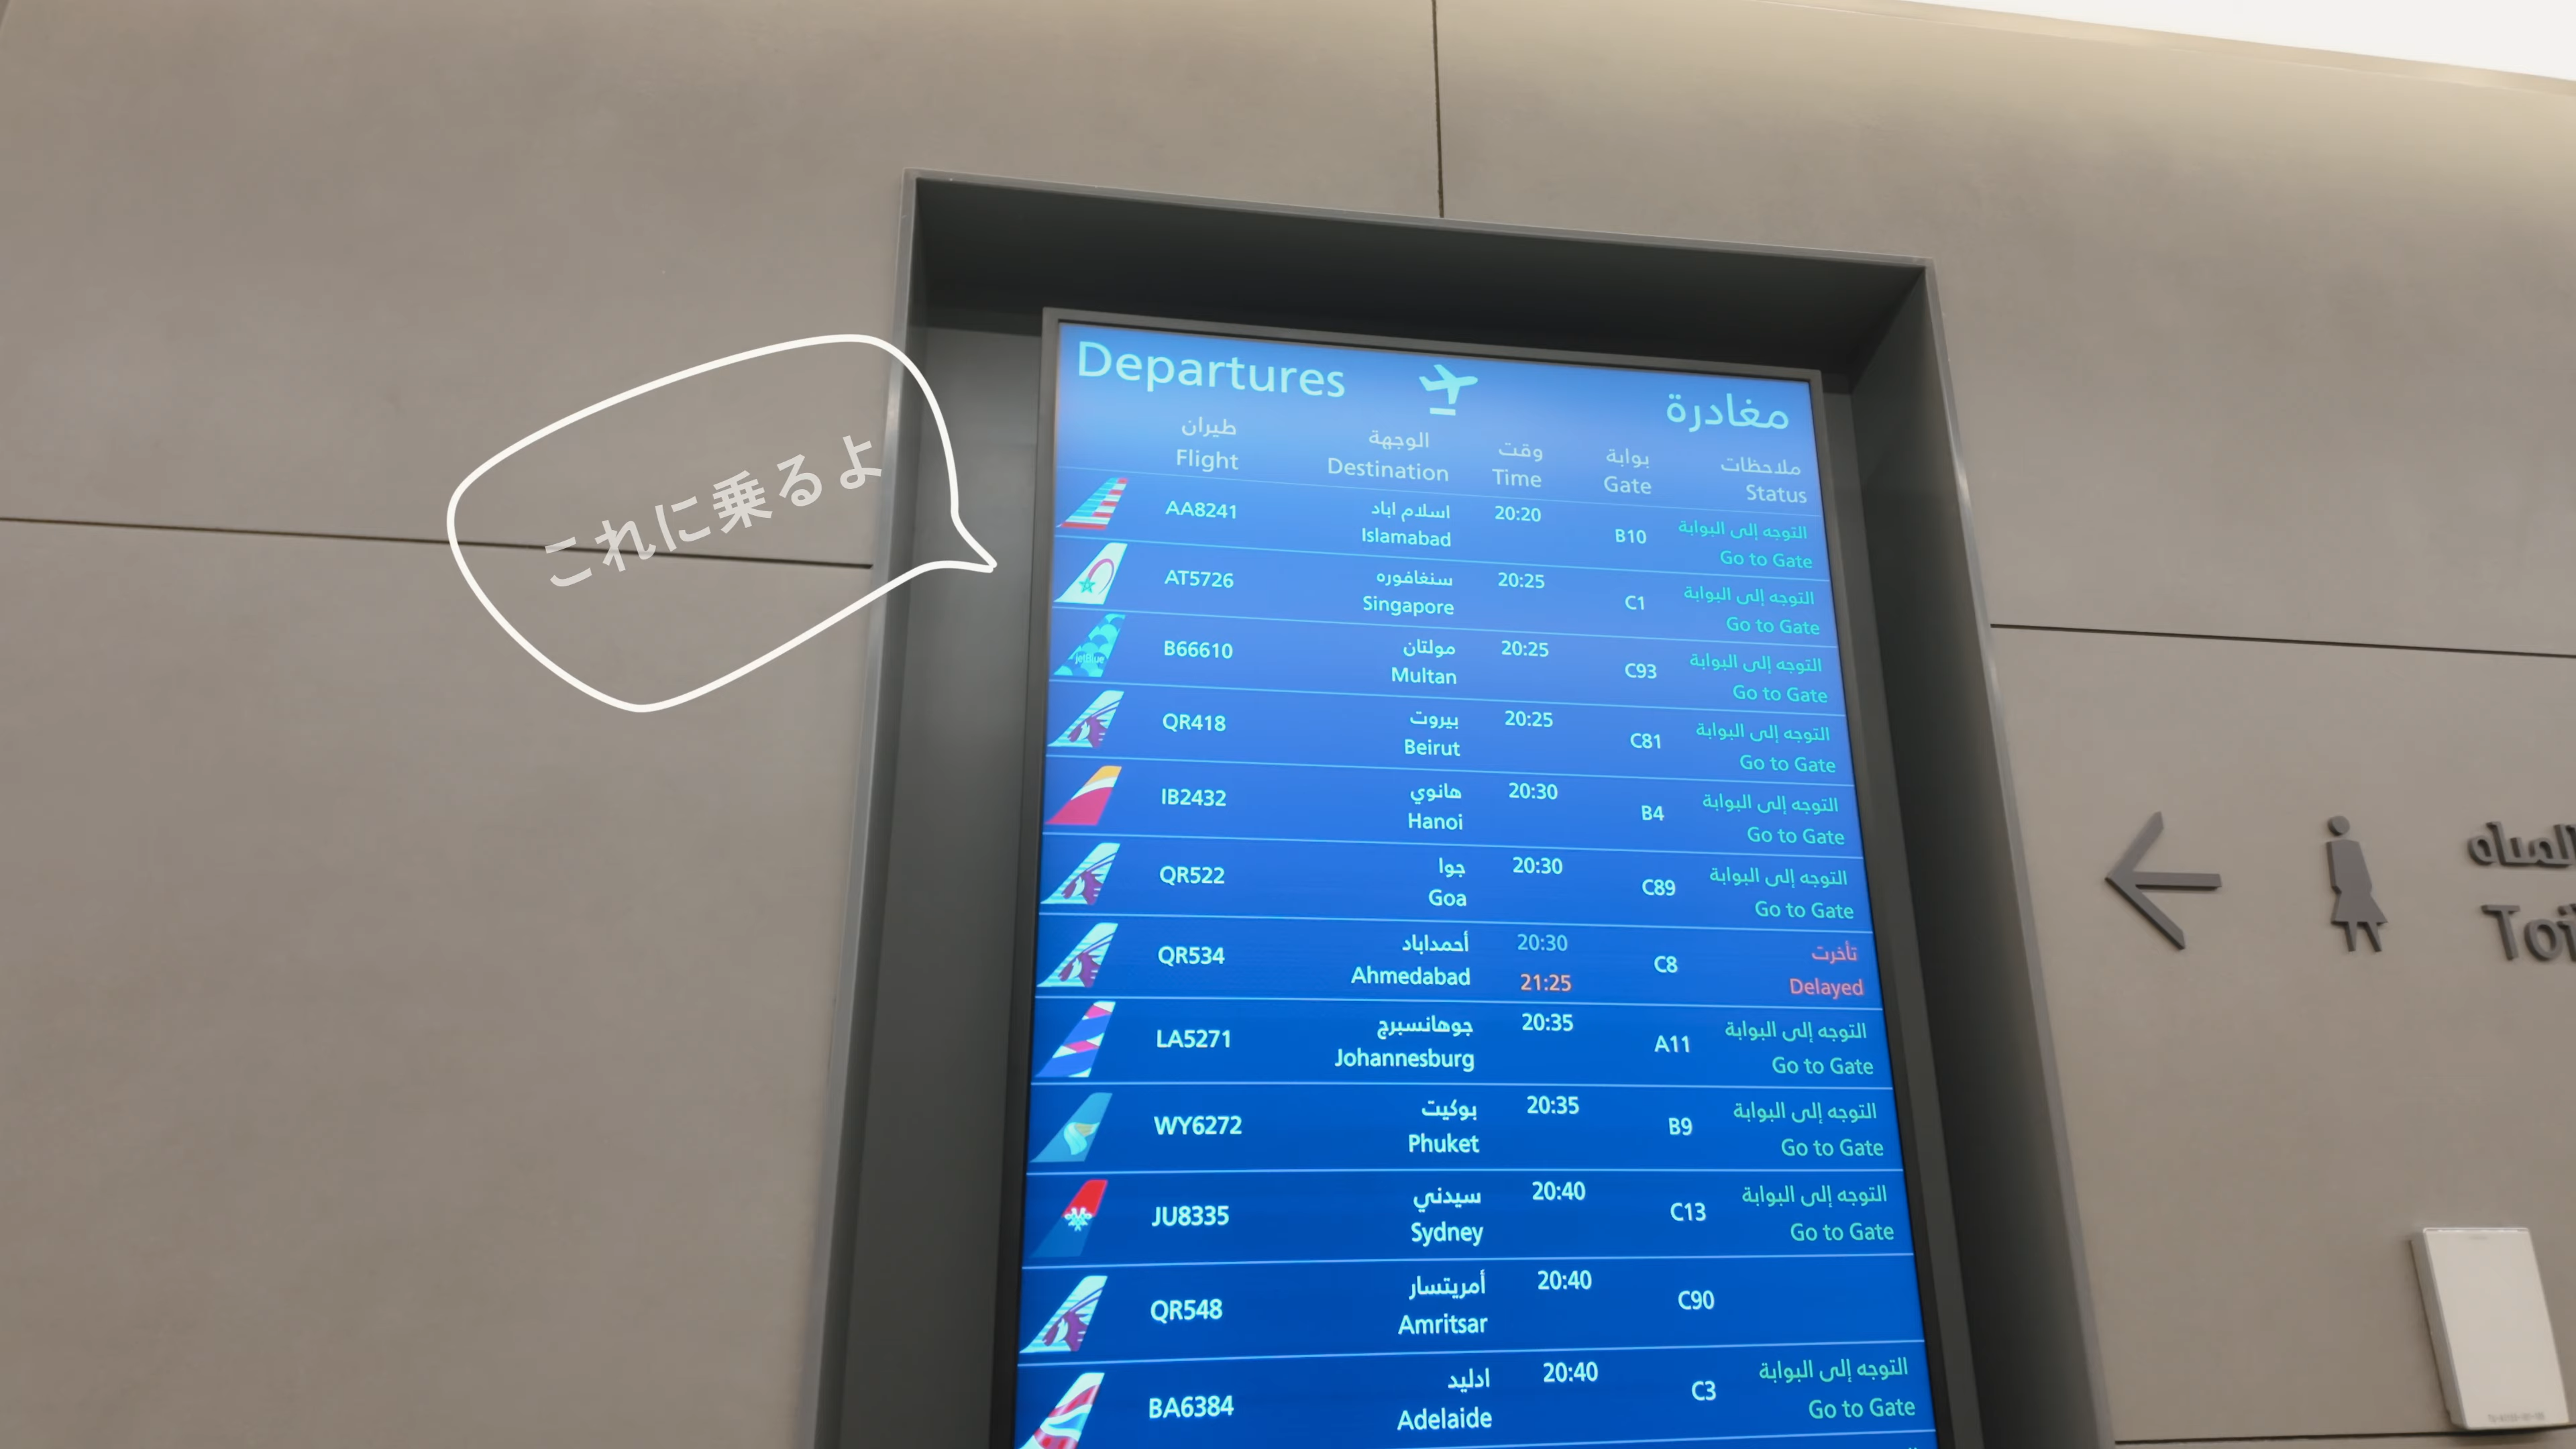 これに乗るよ
Departures مغادرة
طيران الوجهة وقت بوابة ملاحظات
Flight Destination Time Gate Status
AA8241 اسلام اباد 20:20 B10 التوجه إلى البوابة
Islamabad Go to Gate
AT5726 سنغافوره 20:25 C1 التوجه إلى البوابة
Singapore Go to Gate
jetBlue B66610 مولتان 20:25 C93 التوجه إلى البوابة
Multan Go to Gate
QR418 بيروت 20:25 C81 التوجه إلى البوابة
Beirut Go to Gate
IB2432 هانوي 20:30 B4 التوجه إلى البوابة
Hanoi Go to Gate
QR522 جوا 20:30 C89 التوجه إلى البوابة
Goa Go to Gate
QR534 أحمداباد 20:30 C8 تأخرت
Ahmedabad 21:25 Delayed
LA5271 جوهانسبرج 20:35 A11 التوجه إلى البوابة
Johannesburg Go to Gate
WY6272 بوكيت 20:35 B9 التوجه إلى البوابة
Phuket Go to Gate
JU8335 سيدني 20:40 C13 التوجه إلى البوابة
Sydney Go to Gate
QR548 أمريتسار 20:40 C90
Amritsar
BA6384 ادليد 20:40 C3 التوجه إلى البوابة
Adelaide Go to Gate